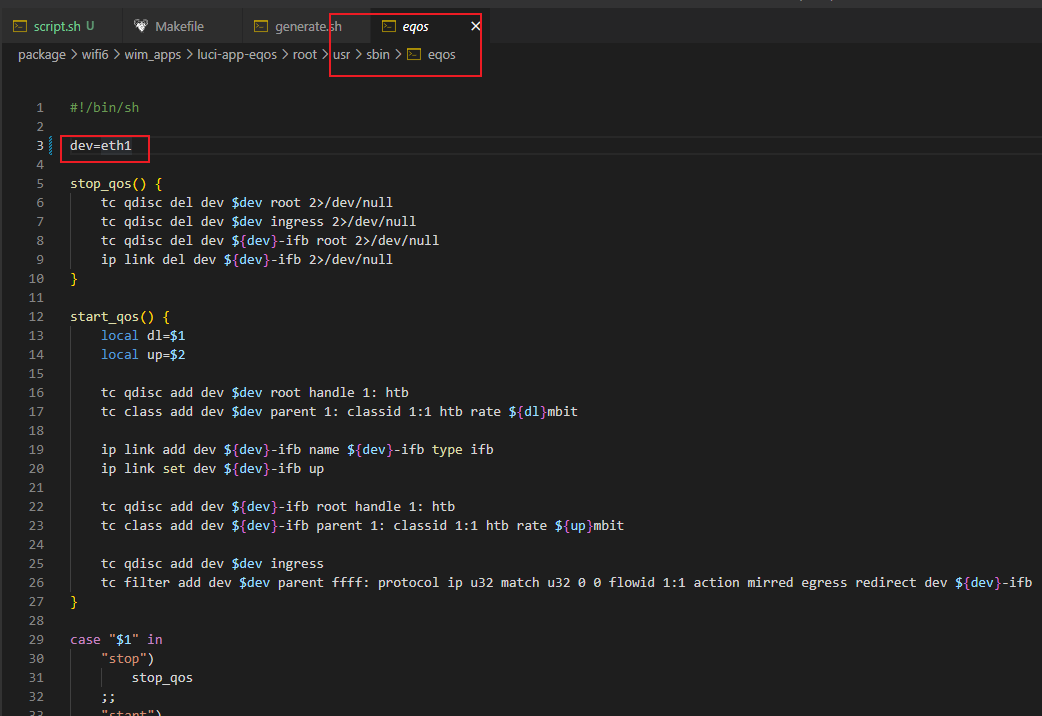 script.sh U Makefile generate.sh eqos ×
package > wifi6 > wim_apps > luci-app-eqos > root > usr > sbin > eqos
1 #!/bin/sh
2
3 dev=eth1
4
5 stop_qos() {
6 tc qdisc del dev $dev root 2>/dev/null
7 tc qdisc del dev $dev ingress 2>/dev/null
8 tc qdisc del dev ${dev}-ifb root 2>/dev/null
9 ip link del dev ${dev}-ifb 2>/dev/null
10 }
11
12 start_qos() {
13 local dl=$1
14 local up=$2
15
16 tc qdisc add dev $dev root handle 1: htb
17 tc class add dev $dev parent 1: classid 1:1 htb rate ${dl}mbit
18
19 ip link add dev ${dev}-ifb name ${dev}-ifb type ifb
20 ip link set dev ${dev}-ifb up
21
22 tc qdisc add dev ${dev}-ifb root handle 1: htb
23 tc class add dev ${dev}-ifb parent 1: classid 1:1 htb rate ${up}mbit
24
25 tc qdisc add dev $dev ingress
26 tc filter add dev $dev parent ffff: protocol ip u32 match u32 0 0 flowid 1:1 action mirred egress redirect dev ${dev}-ifb
27 }
28
29 case "$1" in
30 "stop")
31 stop_qos
32 ;;
33 "start")